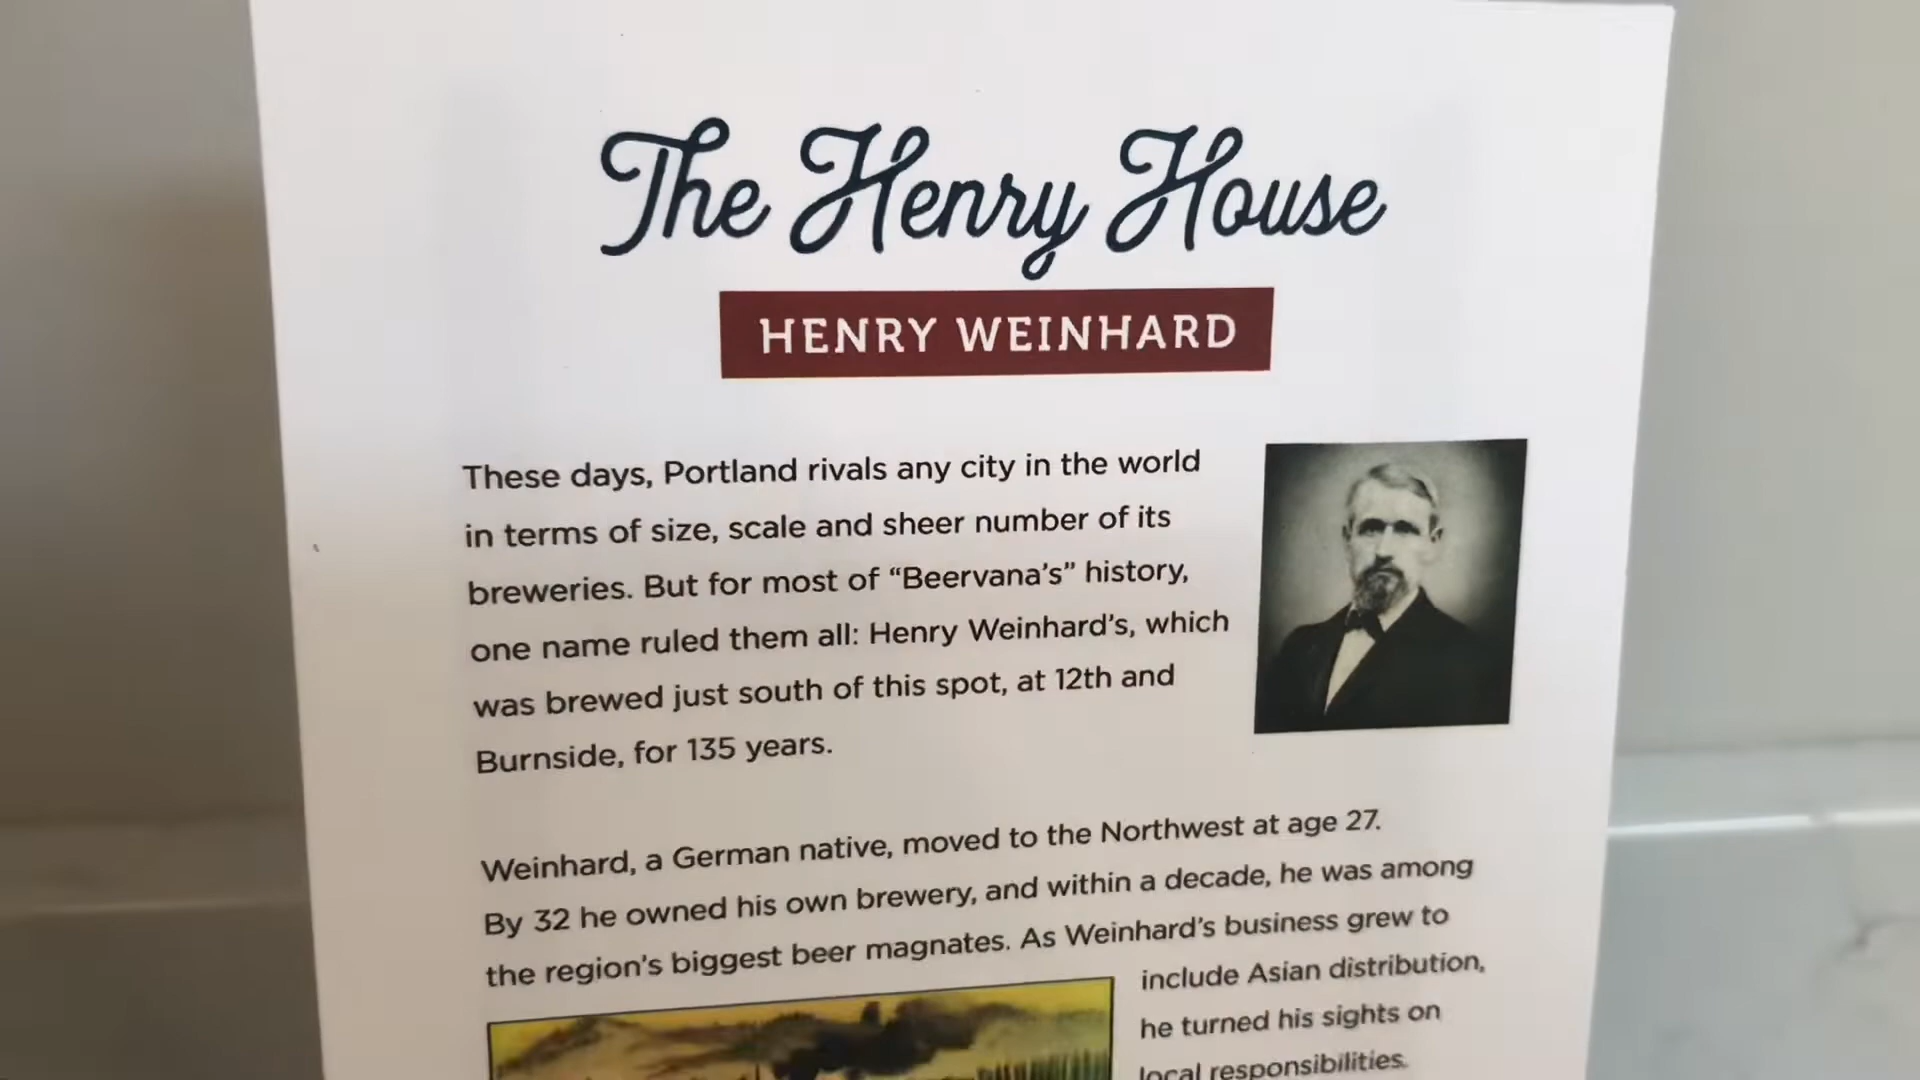 The Henry House
HENRY WEINHARD
These days, Portland rivals any city in the world
in terms of size, scale and sheer number of its
breweries. But for most of “Beervana’s” history,
one name ruled them all: Henry Weinhard’s, which
was brewed just south of this spot, at 12th and
Burnside, for 135 years.
Weinhard, a German native, moved to the Northwest at age 27.
By 32 he owned his own brewery, and within a decade, he was among
the region’s biggest beer magnates. As Weinhard’s business grew to
include Asian distribution,
he turned his sights on
local responsibilities.